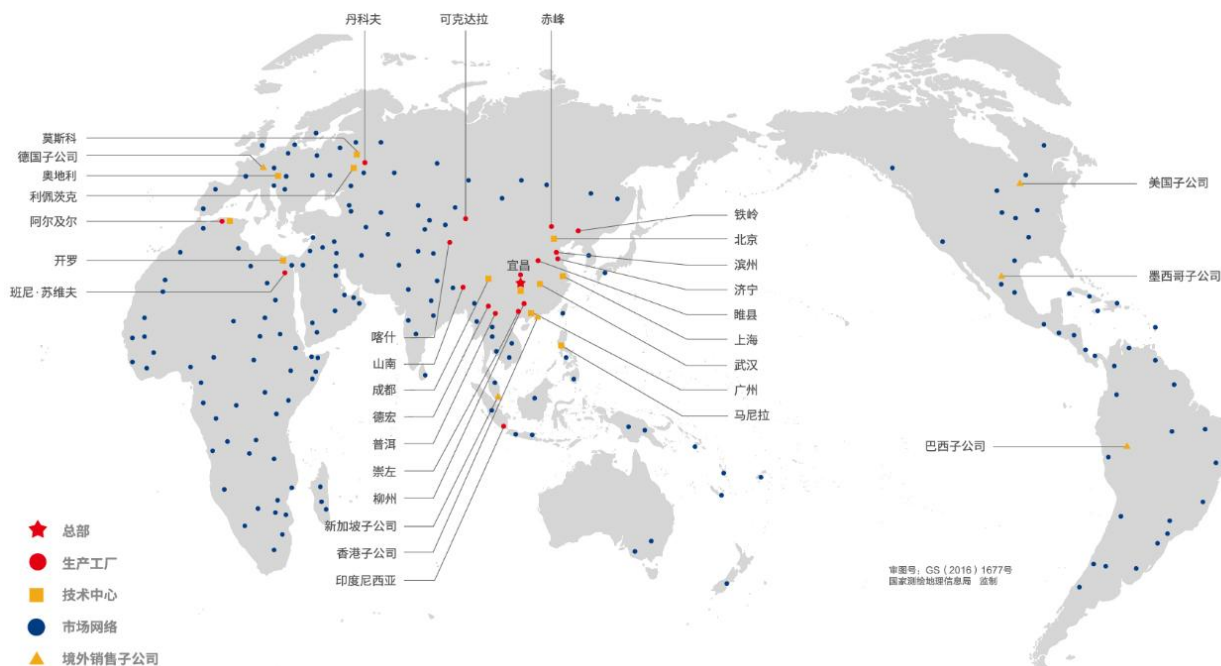 丹科夫
可克达拉
赤峰
莫斯科
德国子公司
奥地利
利佩茨克
阿尔及尔
开罗
班尼·苏维夫
宜昌
铁岭
北京
滨州
济宁
睢县
上海
武汉
广州
马尼拉
喀什
山南
成都
德宏
普洱
崇左
柳州
新加坡子公司
香港子公司
印度尼西亚
美国子公司
墨西哥子公司
巴西子公司
总部
生产工厂
技术中心
市场网络
境外销售子公司
审图号：GS（2016）1677号
国家测绘地理信息局 监制